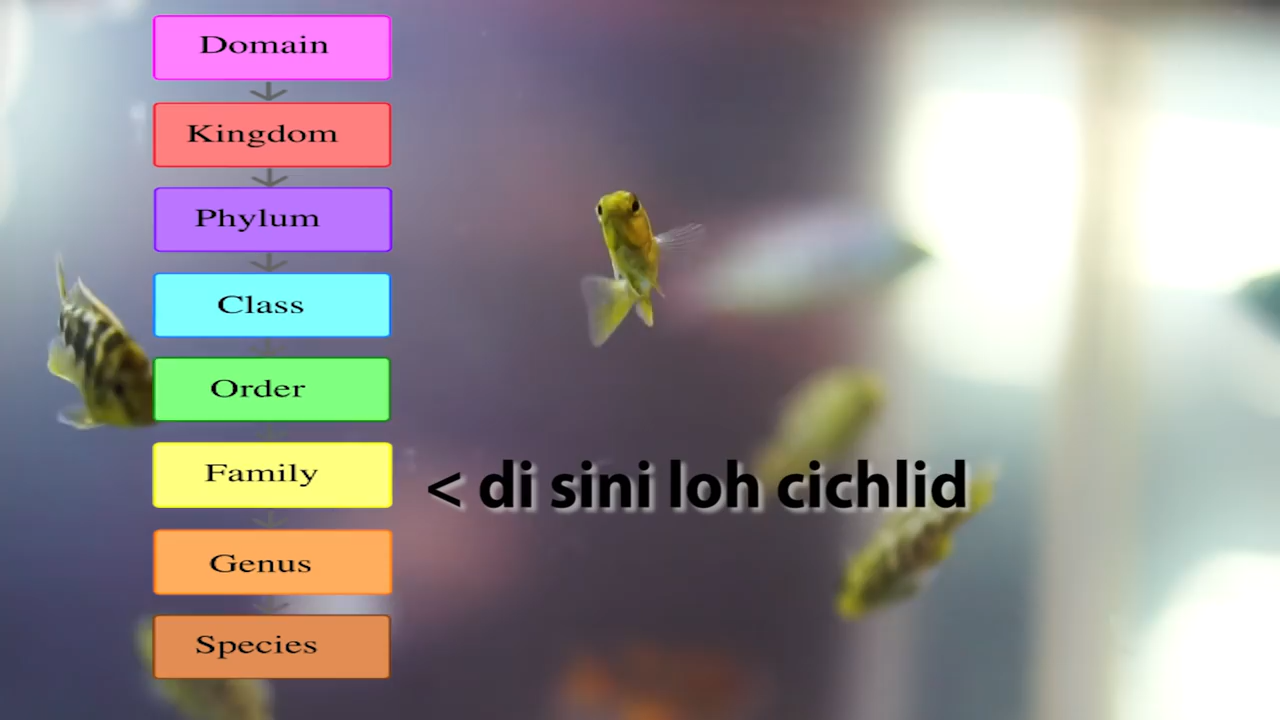 Domain
Kingdom
Phylum
Class
Order
Family
< di sini loh cichlid
Genus
Species